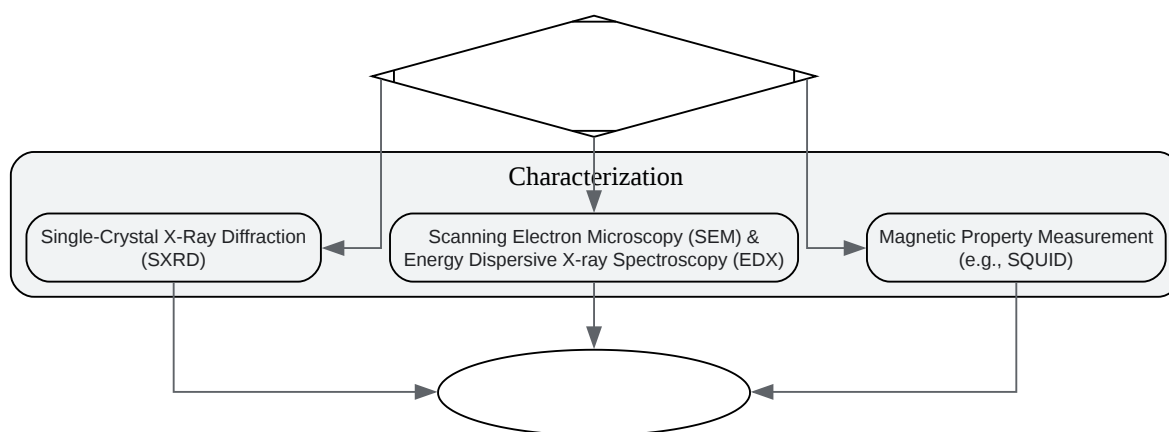 Characterization
Single-Crystal X-Ray Diffraction
(SXRD)
Scanning Electron Microscopy (SEM) &
Energy Dispersive X-ray Spectroscopy (EDX)
Magnetic Property Measurement
(e.g., SQUID)